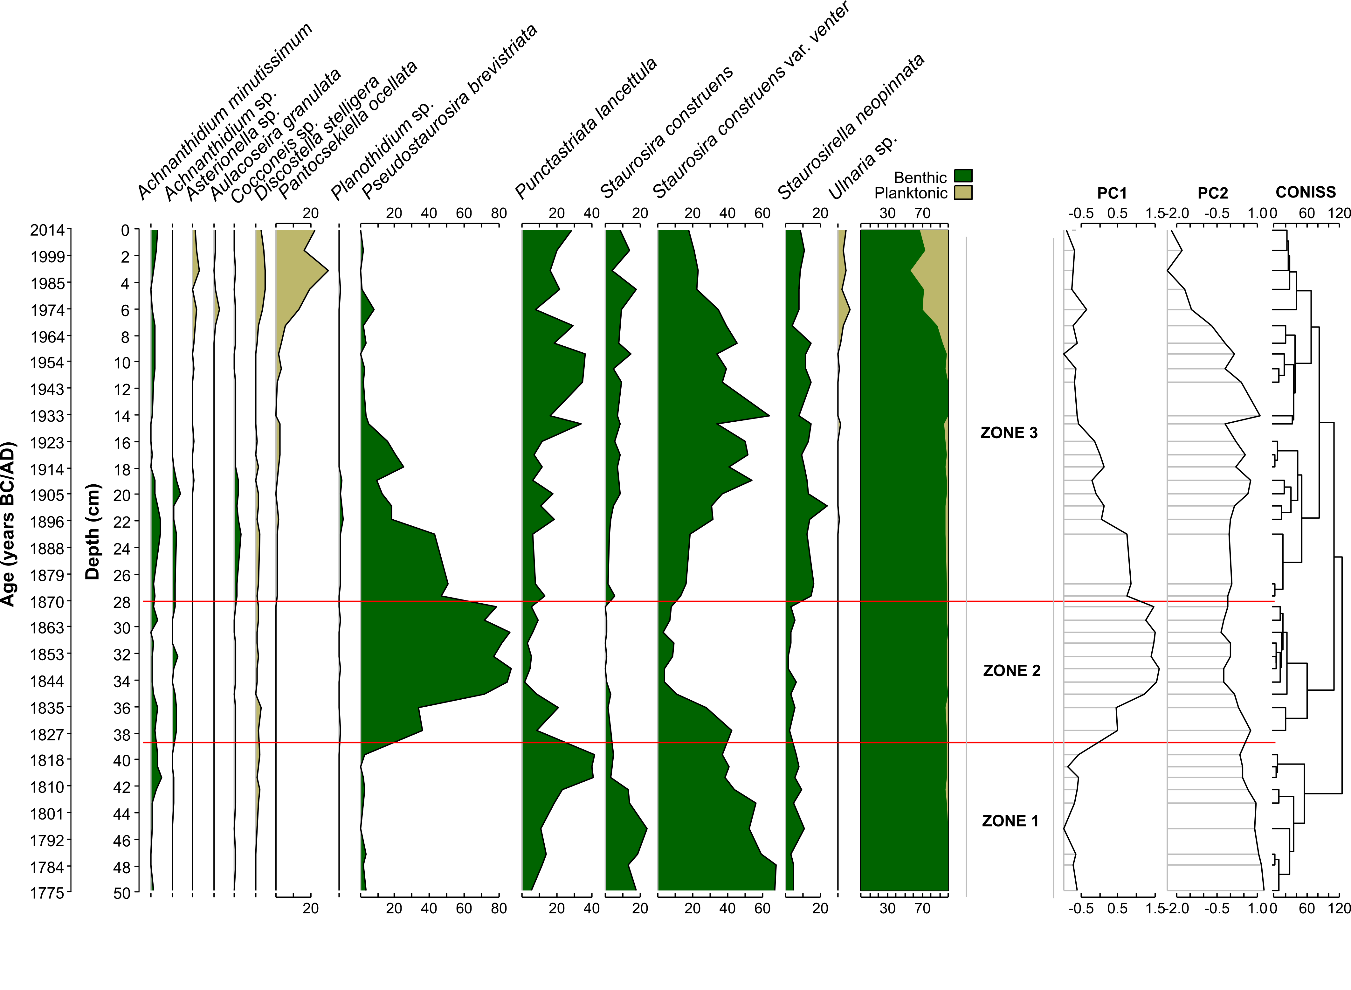 Achnanthidium minutissimum
Achnanthidium sp.
Asterionella sp.
Aulacoseira granulata
Cocconeis sp.
Discostella stelligera
Pantocsekiella ocellata
Planothidium sp.
Pseudostaurosira brevistriata
Punctastriata lancettula
Staurosira construens
Staurosira construens var. venter
Staurosirella neopinnata
Ulnaria sp.
Benthic
Planktonic
PC1 PC2 CONISS
20 20 40 60 80 20 40 20 20 40 60 20 30 70 -0.5 0.5 1.5 -2.0 -0.5 1.0 0 60 120
Age (years BC/AD)
Depth (cm)
2014 0
1999 2
1985 4
1974 6
1964 8
1954 10
1943 12
1933 14
ZONE 3
1923 16
1914 18
1905 20
1896 22
1888 24
1879 26
1870 28
1863 30
1853 32
ZONE 2
1844 34
1835 36
1827 38
1818 40
1810 42
1801 44
ZONE 1
1792 46
1784 48
1775 50
20 20 40 60 80 20 40 20 20 40 60 20 30 70 -0.5 0.5 1.5 -2.0 -0.5 1.0 0 60 120